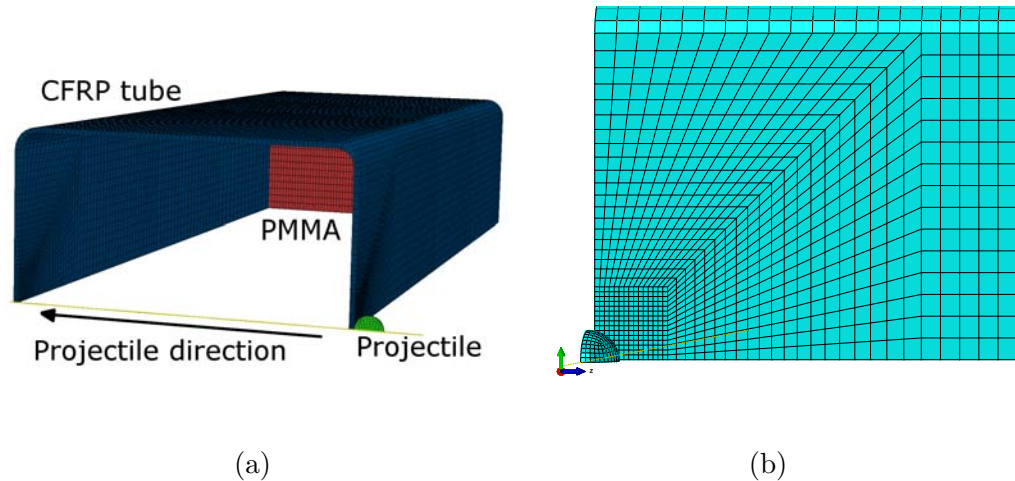 CFRP tube
PMMA
Projectile direction
Projectile
z
(a)
(b)